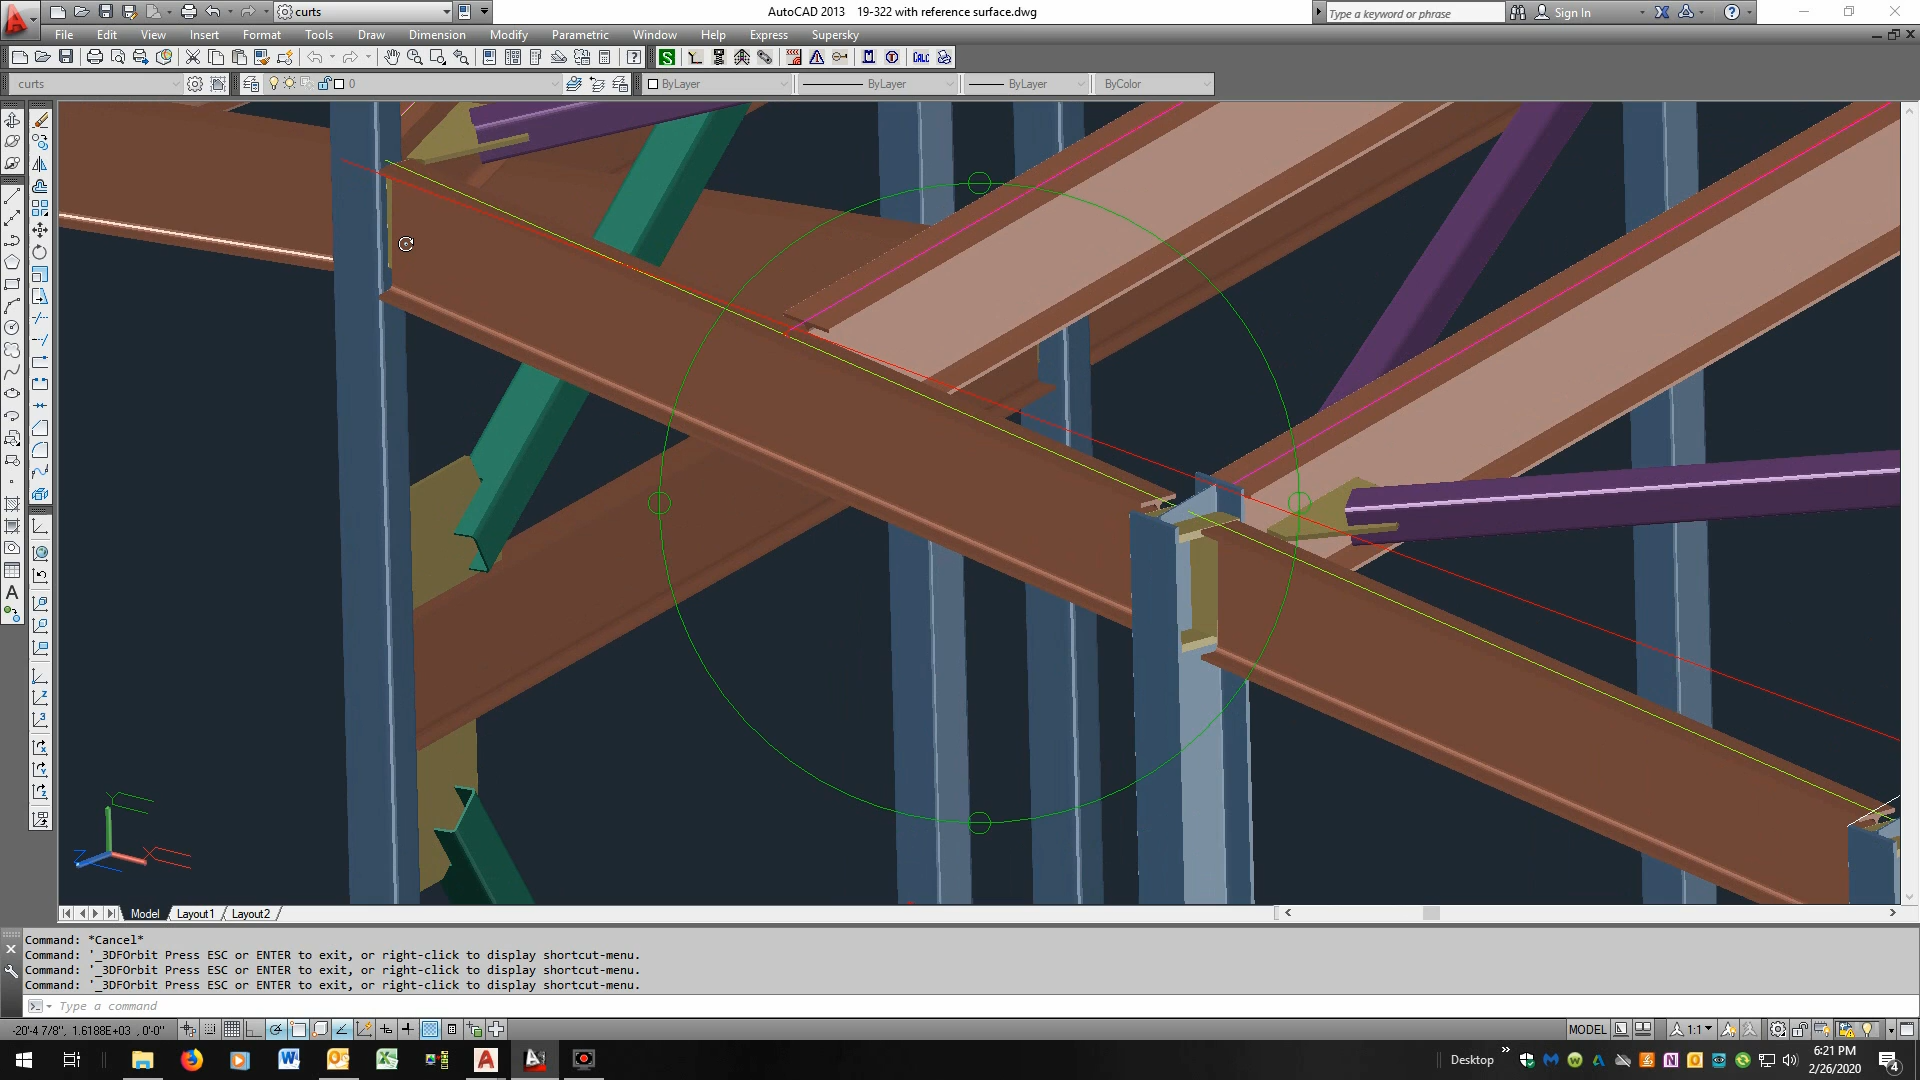 curts
AutoCAD 2013 19-322 with reference surface.dwg
Type a keyword or phrase
Sign In
File Edit View Insert Format Tools Draw Dimension Modify Parametric Window Help Express Supersky
S
CALC
curts
0
ByLayer
ByLayer
ByLayer
ByColor
Y
X
Z
Model Layout1 Layout2
Command: *Cancel*
Command: '_3DFOrbit Press ESC or ENTER to exit, or right-click to display shortcut-menu.
Command: '_3DFOrbit Press ESC or ENTER to exit, or right-click to display shortcut-menu.
Command: '_3DFOrbit Press ESC or ENTER to exit, or right-click to display shortcut-menu.
Type a command
-20'-4 7/8", 1.6188E+03 , 0'-0"
MODEL
1:1
Desktop
6:21 PM
2/26/2020
4